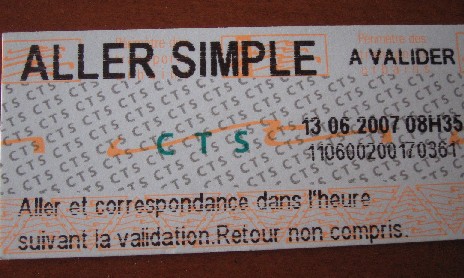 ALLER SIMPLE A VALIDER
CTS
13 06 2007 08H35
110600200170361
Aller et correspondance dans l'heure
suivant la validation.Retour non compris.